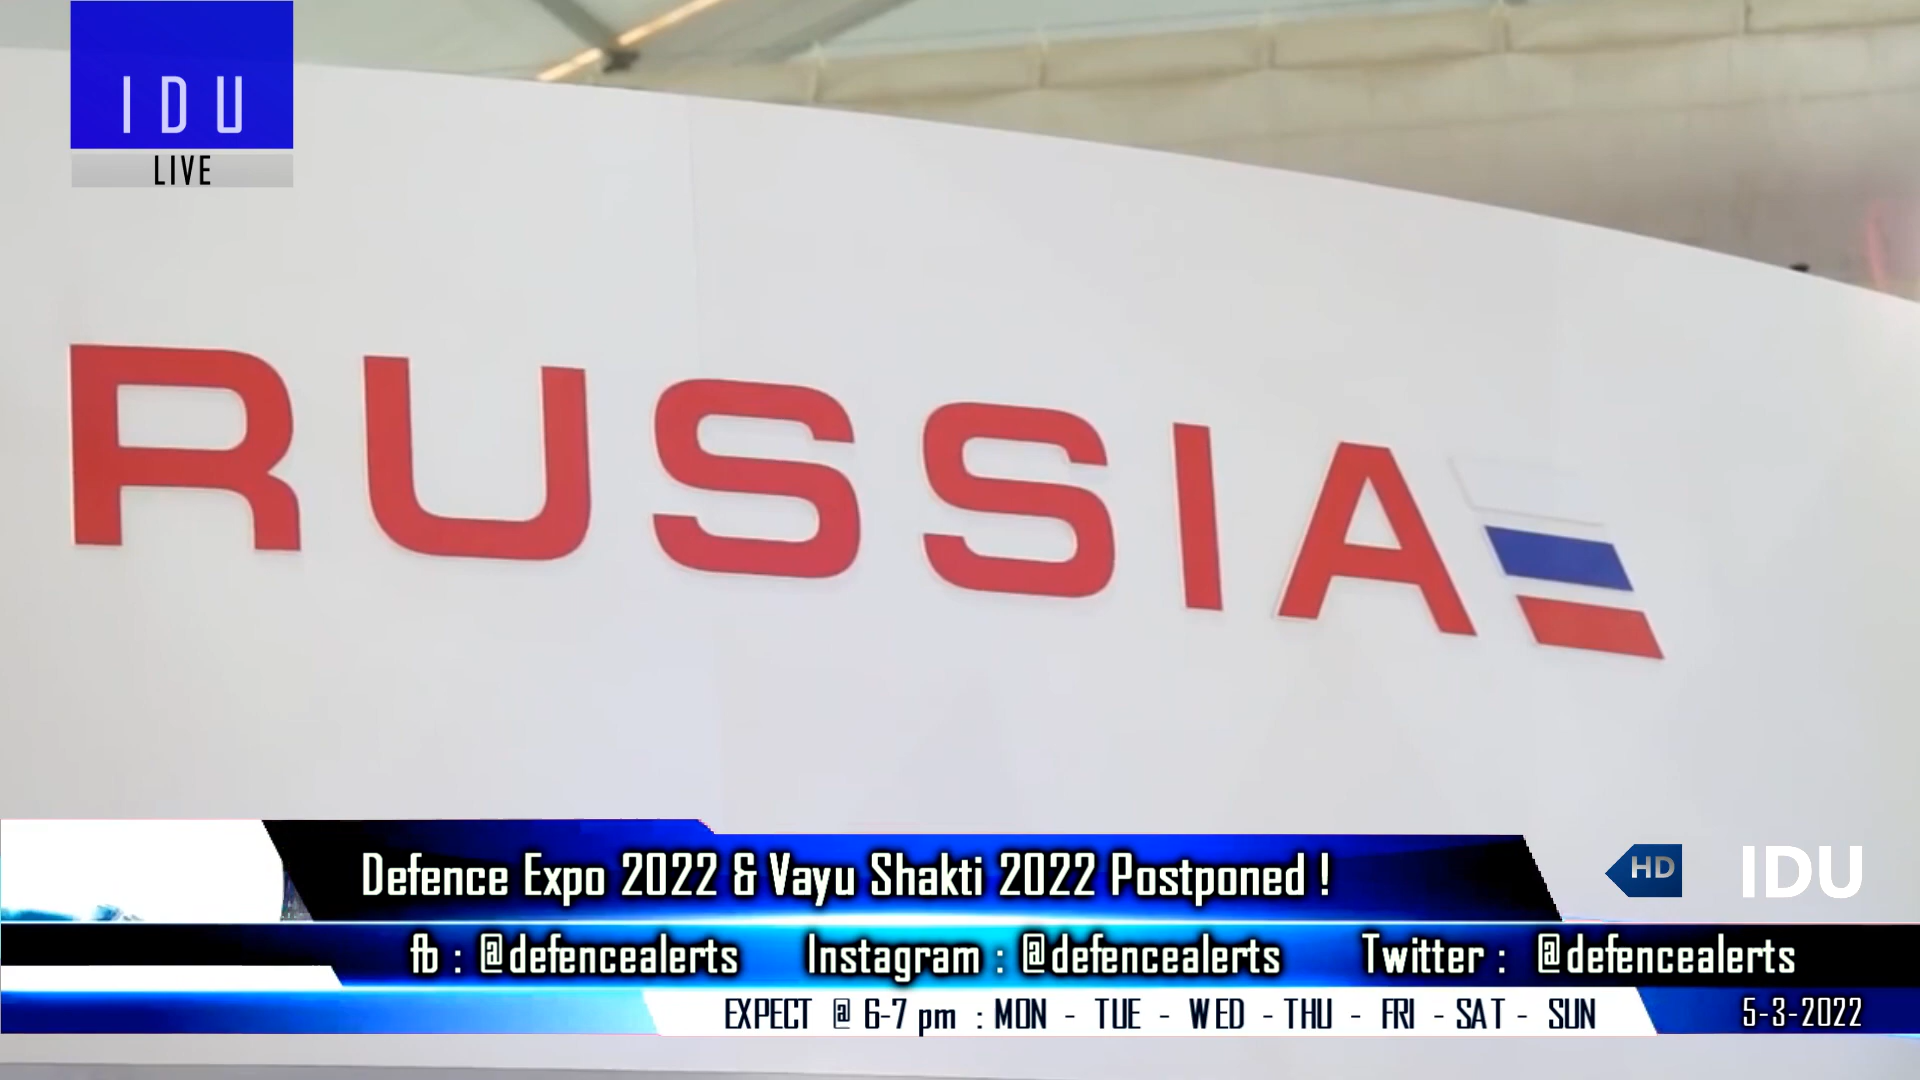 IDU
LIVE
RUSSIA
Defence Expo 2022 & Vayu Shakti 2022 Postponed !
HD IDU
fb : @defencealerts Instagram : @defencealerts Twitter : @defencealerts
EXPECT @ 6-7 pm : MON - TUE - WED - THU - FRI - SAT - SUN 5-3-2022